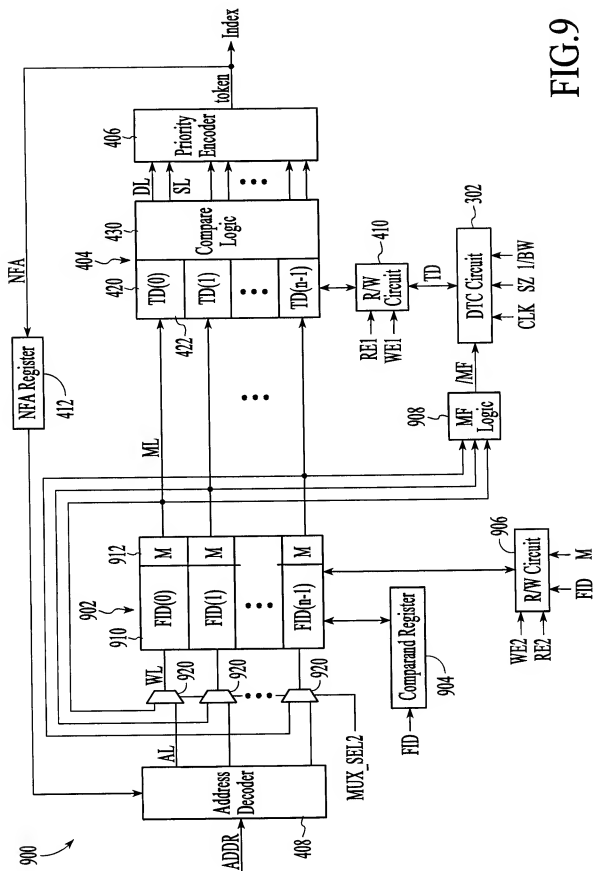 900
ADDR
Address
Decoder
408
AL
WL
920
920
920
MUX_SEL2
902
910
912
FID(0)
M
FID(1)
M
FID(n-1)
M
FID
Comparand Register
904
WE2
RE2
R/W Circuit
906
FID
M
NFA Register
412
NFA
ML
MF
Logic
908
/MF
404
420
422
430
TD(0)
TD(1)
TD(n-1)
Compare
Logic
DL
SL
Priority
Encoder
406
token
Index
RE1
WE1
R/W
Circuit
410
TD
DTC Circuit
302
CLK
SZ
1/BW
FIG.9